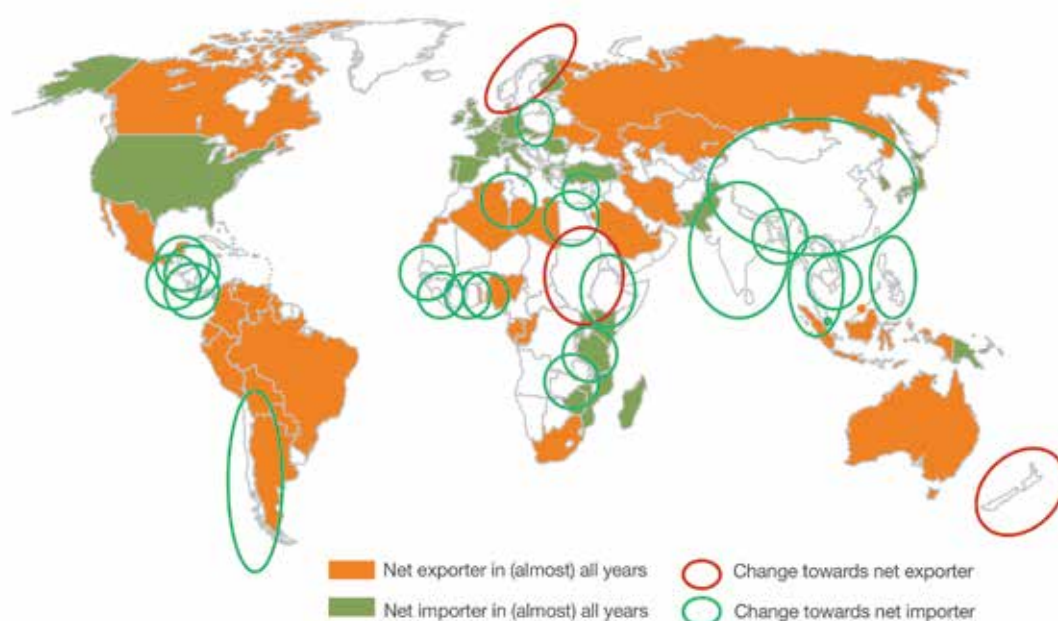 Net exporter in (almost) all years
Change towards net exporter
Net importer in (almost) all years
Change towards net importer